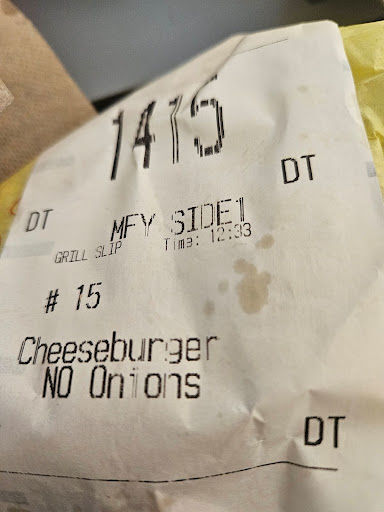 1415
DT
DT
MFY SIDE1
GRILL SLIP Time: 12:33
# 15
Cheeseburger
NO Onions
DT